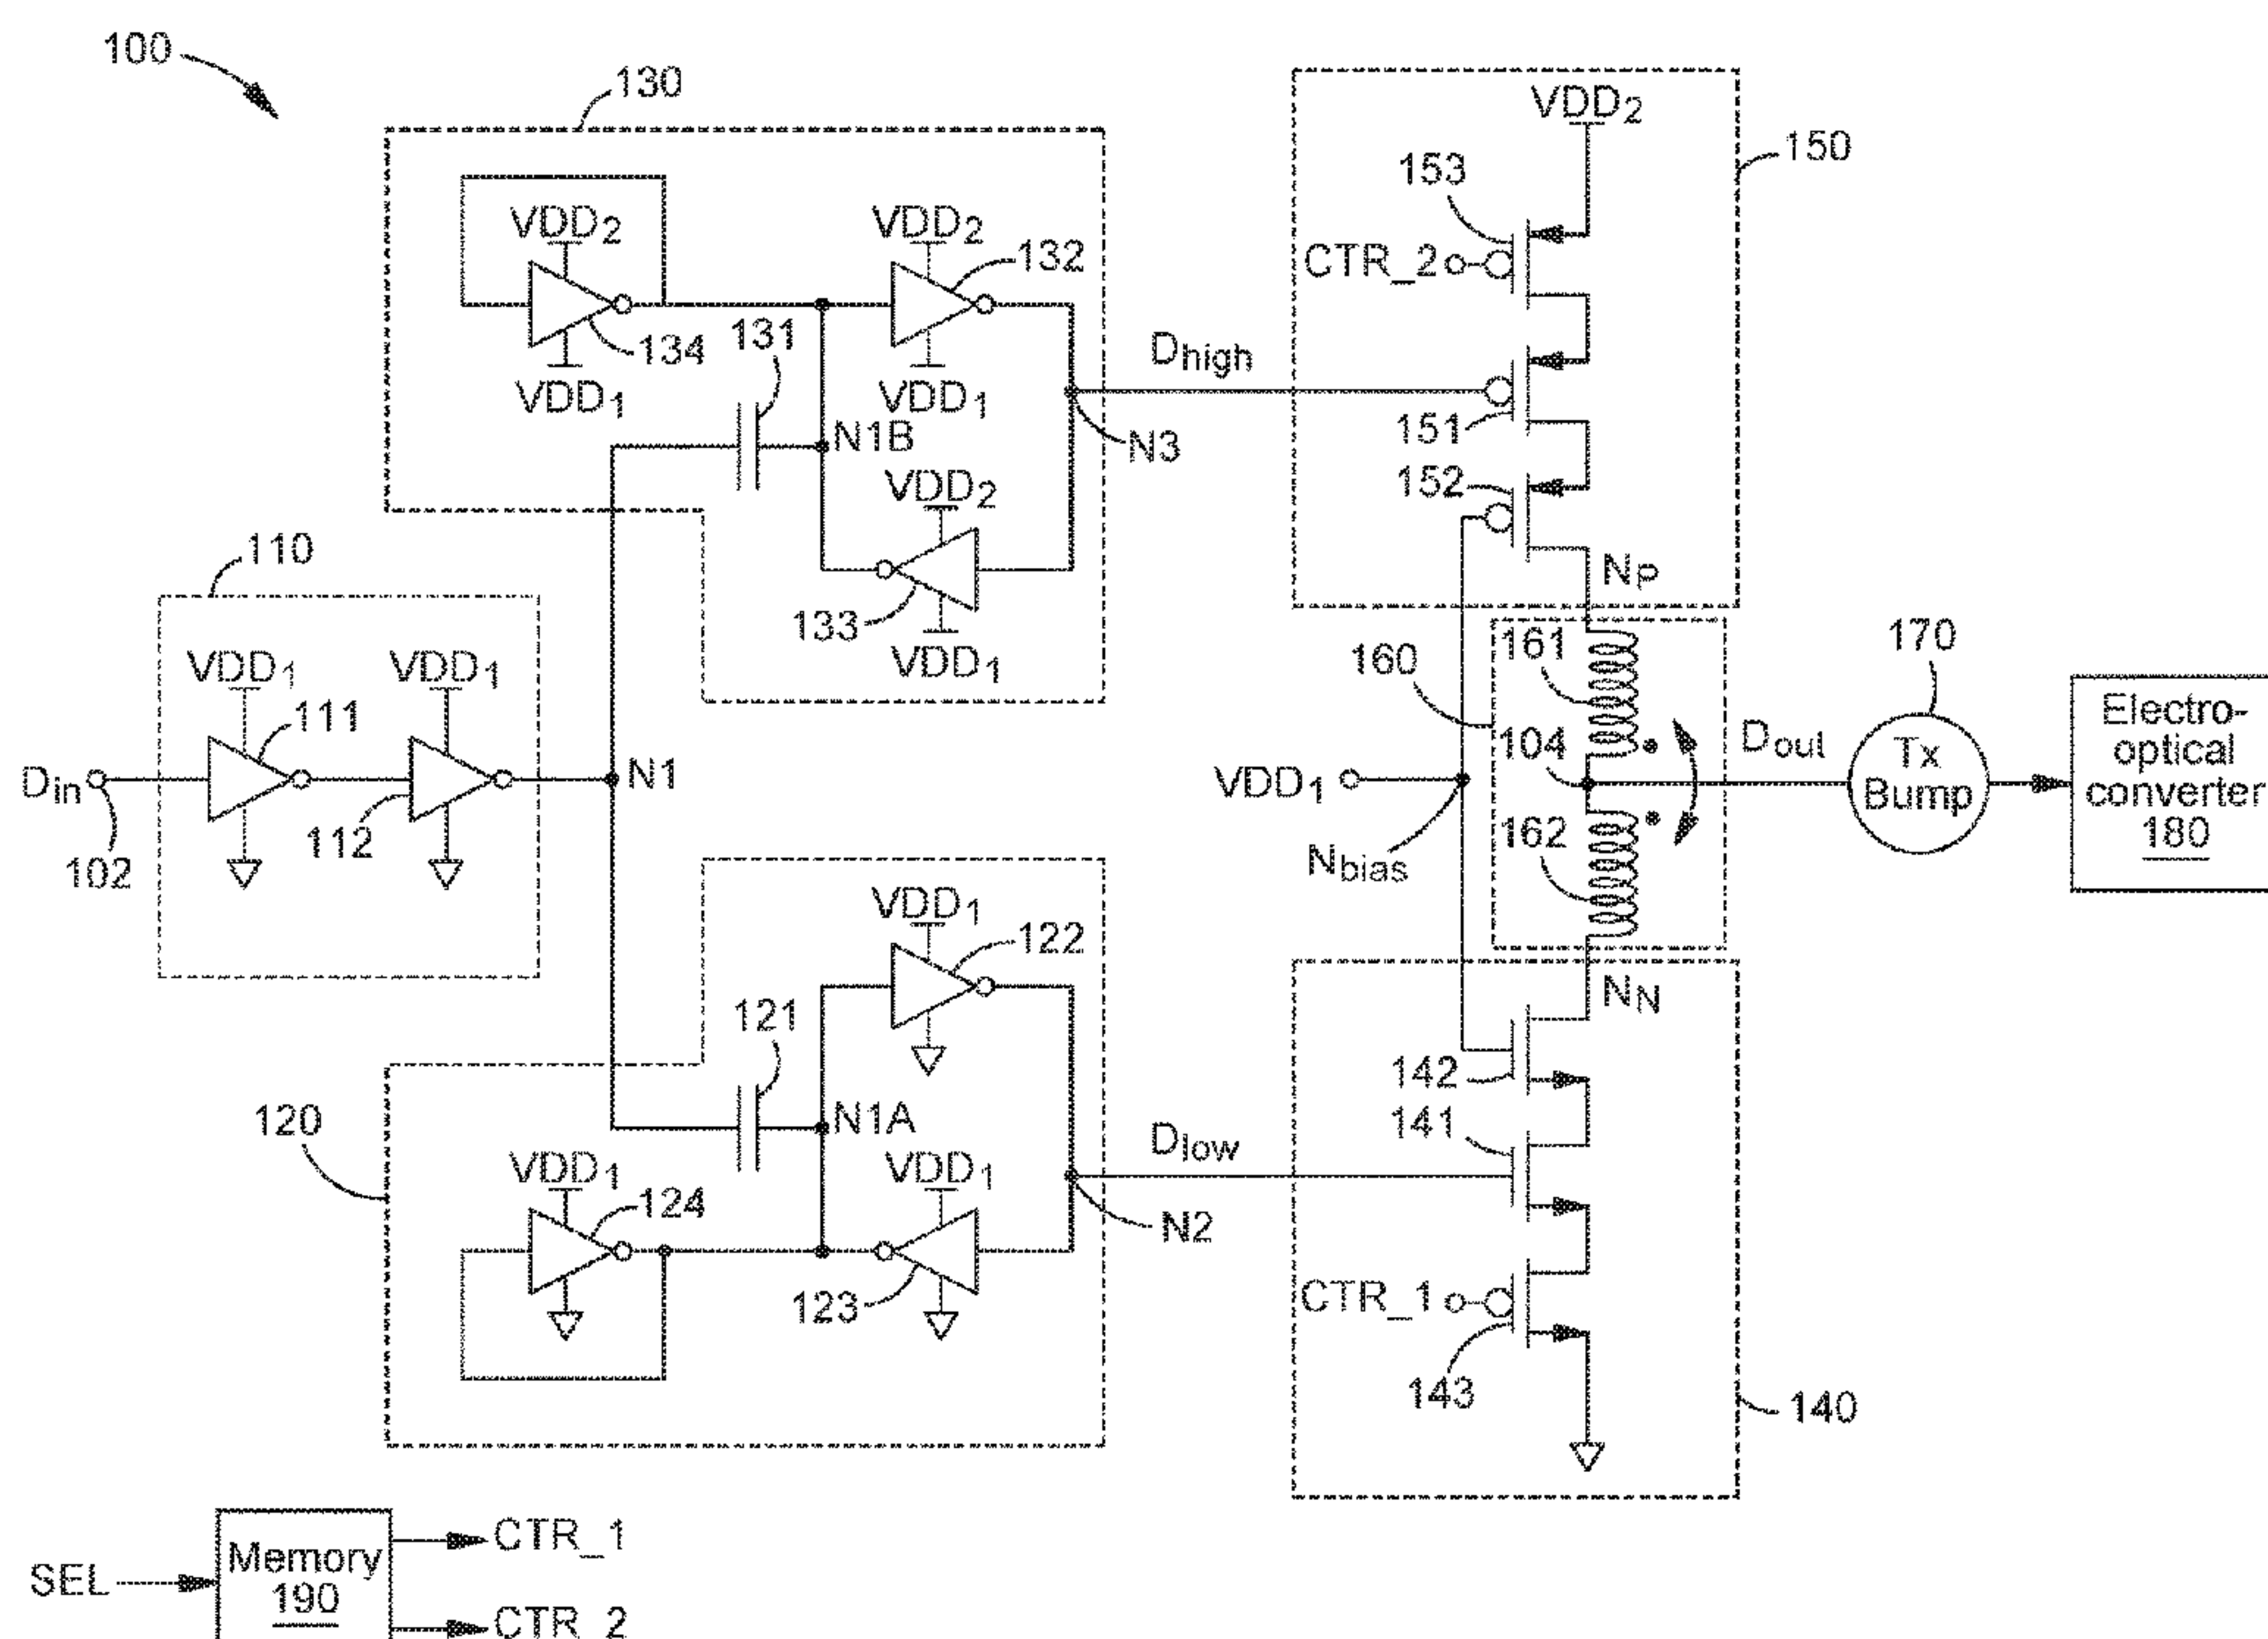 100
130
VDD2
150
153
VDD2
VDD2
132
CTR_2
134
131
Dhigh
VDD1
VDD1
151
N1B
N3
152
VDD2
110
NP
133
161
170
VDD1
VDD1
VDD1
160
111
Electro-
optical
converter
180
104
Dout
Tx
Bump
Din
N1
VDD1
112
162
102
Nbias
VDD1
122
NN
121
142
120
N1A
141
Dlow
VDD1
VDD1
124
N2
123
CTR_1
143
140
SEL
Memory
190
CTR_1
CTR_2